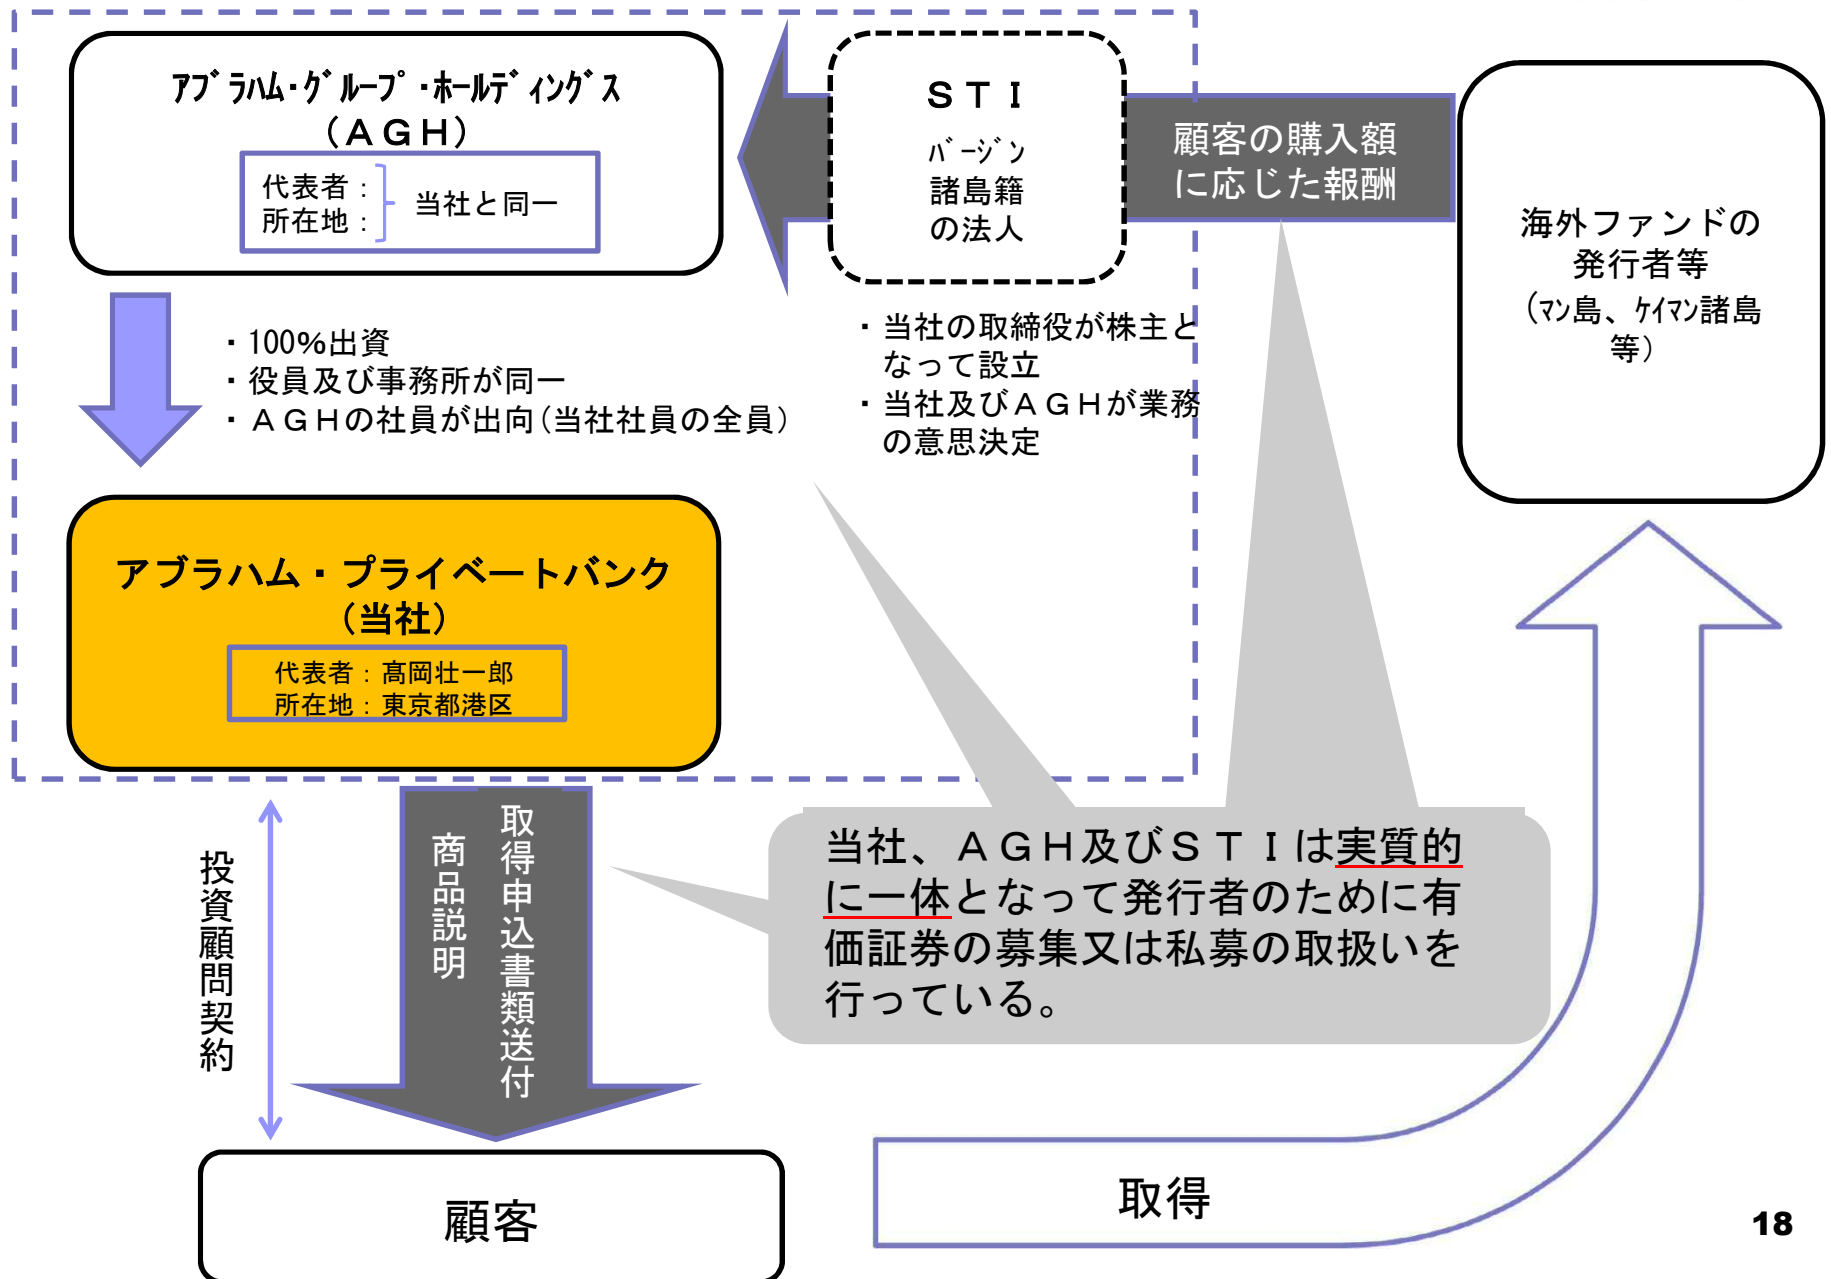 ｱﾌﾞﾗﾊﾑ･ｸﾞﾙｰﾌﾟ･ﾎｰﾙﾃﾞｨﾝｸﾞｽ
（ＡＧＨ）
代表者：
所在地：
当社と同一
ＳＴＩ
ﾊﾞｰｼﾞﾝ
諸島籍
の法人
顧客の購入額
に応じた報酬
海外ファンドの
発行者等
（ﾏﾝ島、ｹｲﾏﾝ諸島
等）
・100%出資
・役員及び事務所が同一
・ＡＧＨの社員が出向（当社社員の全員）
・当社の取締役が株主と
なって設立
・当社及びＡＧＨが業務
の意思決定
アブラハム・プライベートバンク
（当社）
代表者：髙岡壮一郎
所在地：東京都港区
投資顧問契約
取得申込書類送付
商品説明
当社、ＡＧＨ及びＳＴＩは実質的
に一体となって発行者のために有
価証券の募集又は私募の取扱いを
行っている。
顧客
取得
18